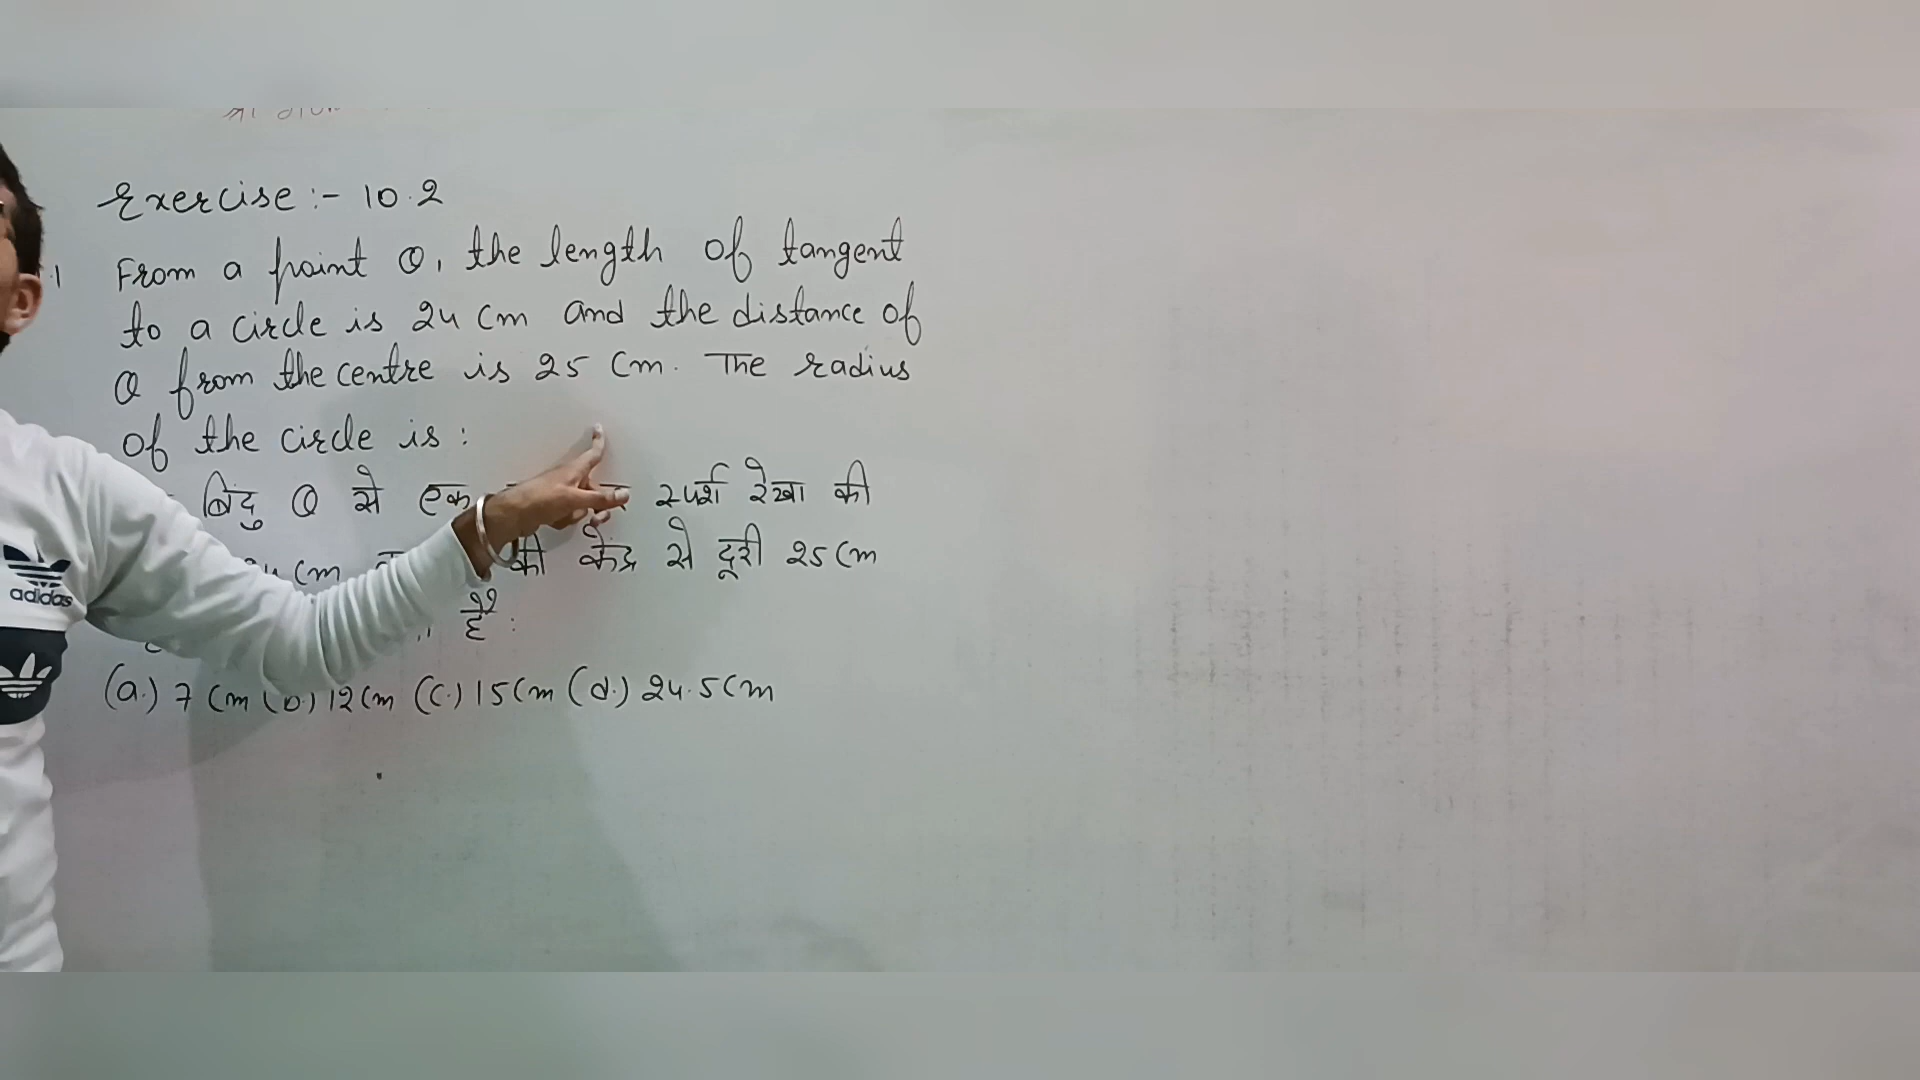 Exercise :- 10.2
.1 From a point Q, the length of tangent
to a circle is 24 cm and the distance of
Q from the centre is 25 cm. The radius
of the circle is :
बिंदु Q से एक स्पर्श रेखा की
cm की केंद्र से दूरी 25 cm
है :
(a.) 7 cm (b.) 12 cm (c.) 15 cm (d.) 24.5 cm
adidas